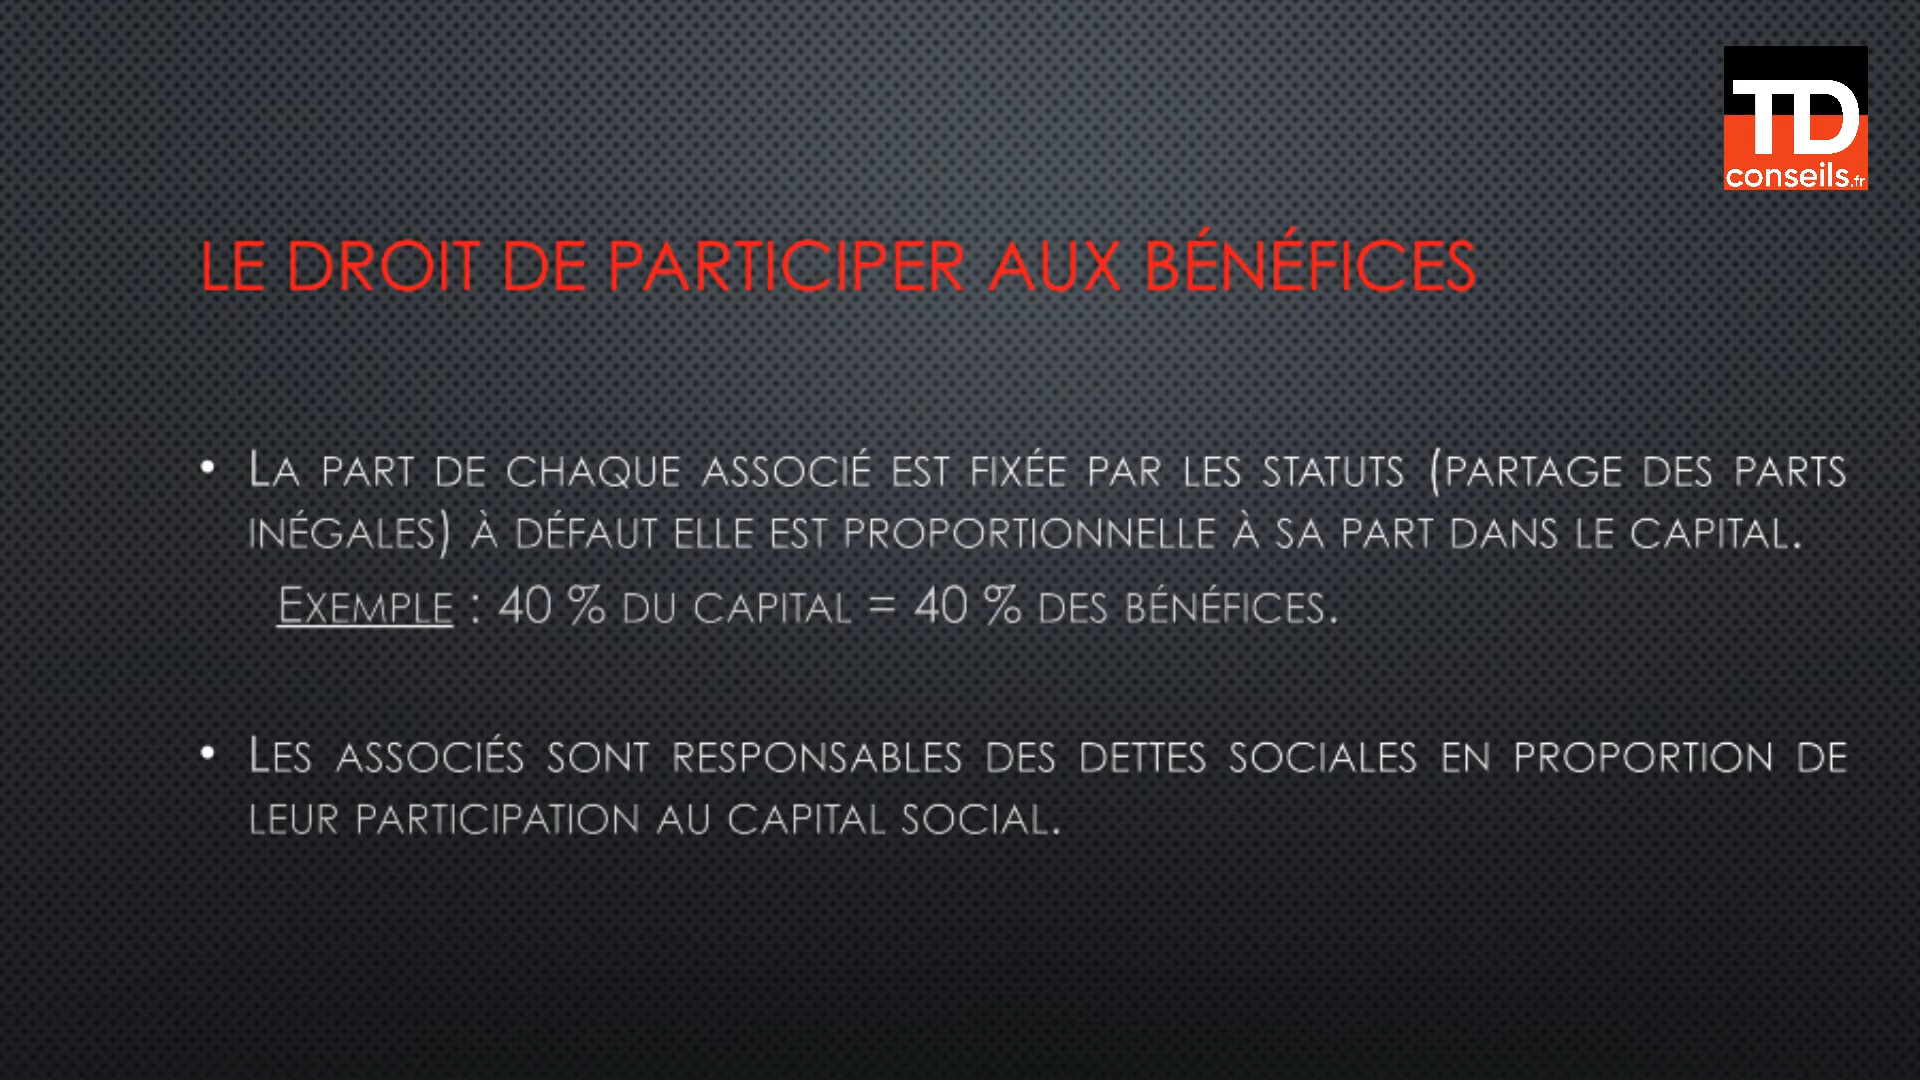 TD
conseils.fr
LE DROIT DE PARTICIPER AUX BÉNÉFICES
• LA PART DE CHAQUE ASSOCIÉ EST FIXÉE PAR LES STATUTS (PARTAGE DES PARTS
INÉGALES) À DÉFAUT ELLE EST PROPORTIONNELLE À SA PART DANS LE CAPITAL.
EXEMPLE : 40 % DU CAPITAL = 40 % DES BÉNÉFICES.
• LES ASSOCIÉS SONT RESPONSABLES DES DETTES SOCIALES EN PROPORTION DE
LEUR PARTICIPATION AU CAPITAL SOCIAL.